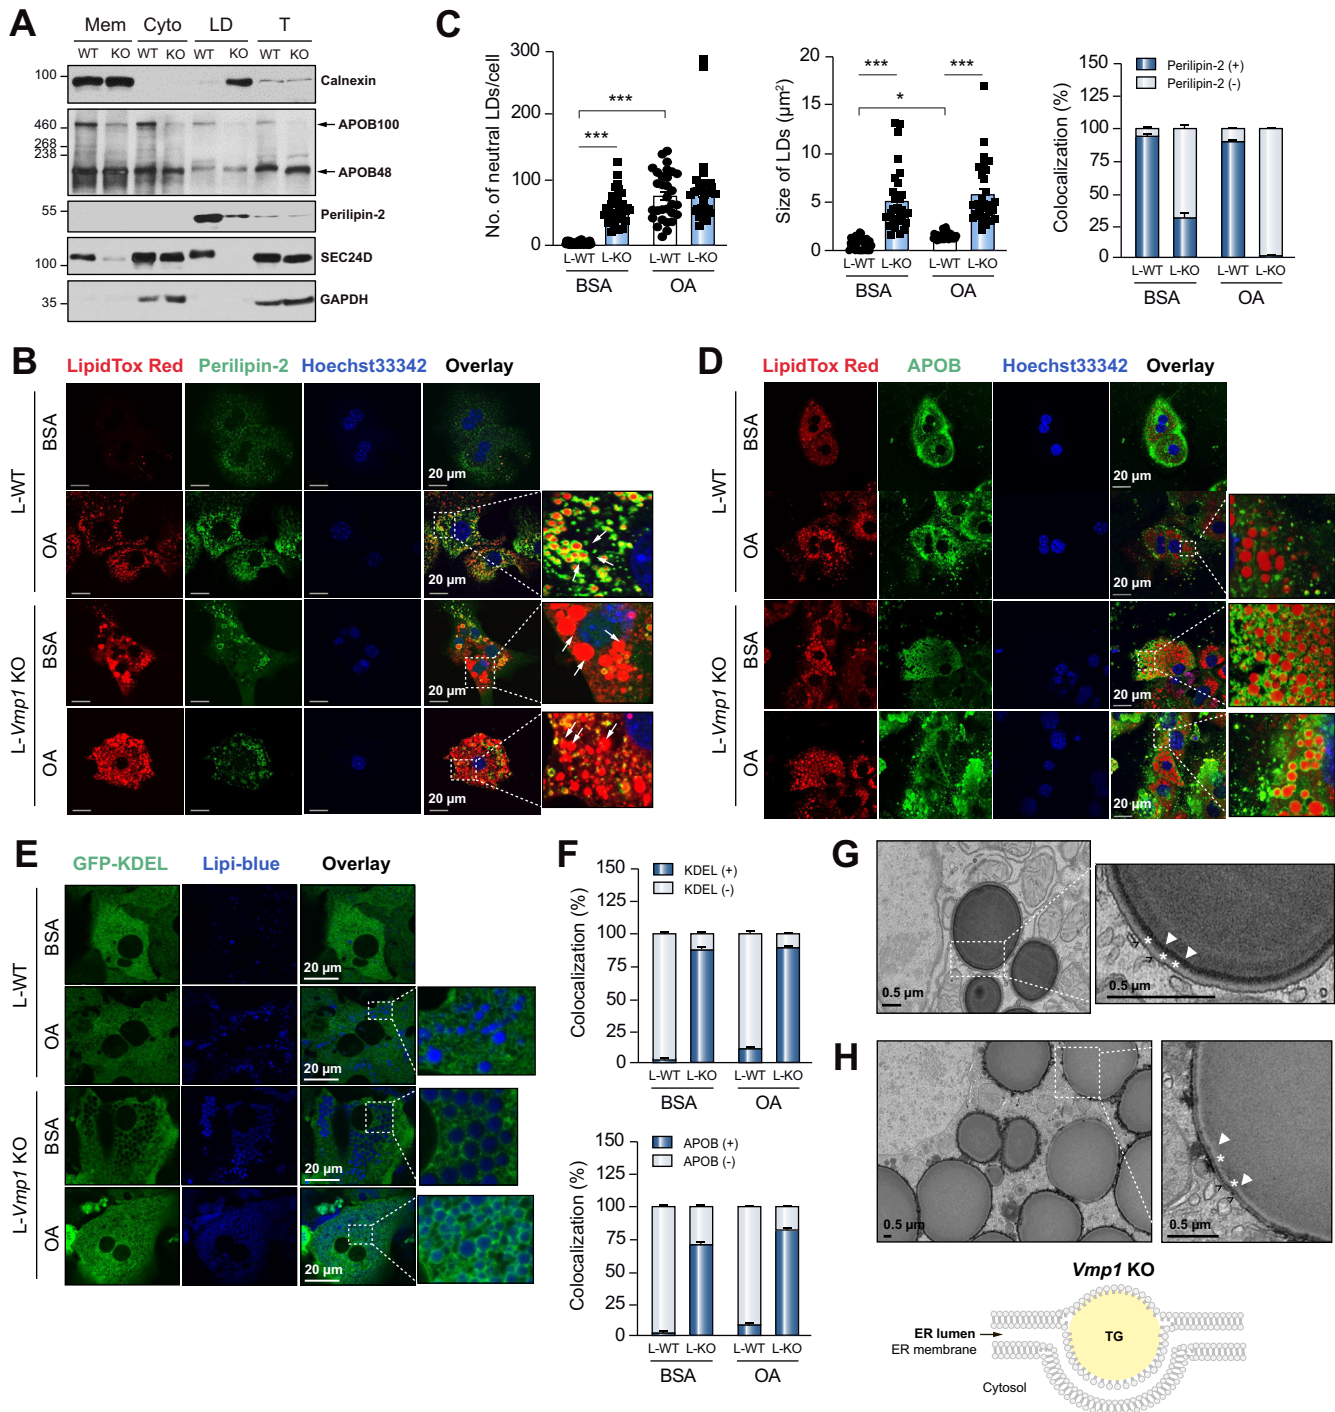 A
Mem Cyto LD T
WT KO WT KO WT KO WT KO
100 Calnexin
460 APOB100
268
238
APOB48
55 Perilipin-2
100 SEC24D
35 GAPDH
C
No. of neutral LDs/cell
300
200
100
0
***
***
L-WT L-KO L-WT L-KO
BSA OA
Size of LDs (µm²)
20
15
10
5
0
*** ***
*
L-WT L-KO L-WT L-KO
BSA OA
Colocalization (%)
150
125
100
75
50
25
0
Perilipin-2 (+)
Perilipin-2 (-)
L-WT L-KO L-WT L-KO
BSA OA
B
LipidTox Red Perilipin-2 Hoechst33342 Overlay
L-WT
BSA
20 µm
OA
20 µm
L-Vmp1 KO
BSA
20 µm
OA
20 µm
D
LipidTox Red APOB Hoechst33342 Overlay
L-WT
BSA
20 µm
OA
20 µm
L-Vmp1 KO
BSA
20 µm
OA
20 µm
E
GFP-KDEL Lipi-blue Overlay
L-WT
BSA
20 µm
OA
20 µm
L-Vmp1 KO
BSA
20 µm
OA
20 µm
F
Colocalization (%)
150
125
100
75
50
25
0
KDEL (+)
KDEL (-)
L-WT L-KO L-WT L-KO
BSA OA
Colocalization (%)
150
125
100
75
50
25
0
APOB (+)
APOB (-)
L-WT L-KO L-WT L-KO
BSA OA
G
0.5 µm
* * *
0.5 µm
H
0.5 µm
* *
0.5 µm
Vmp1 KO
ER lumen
ER membrane
TG
Cytosol